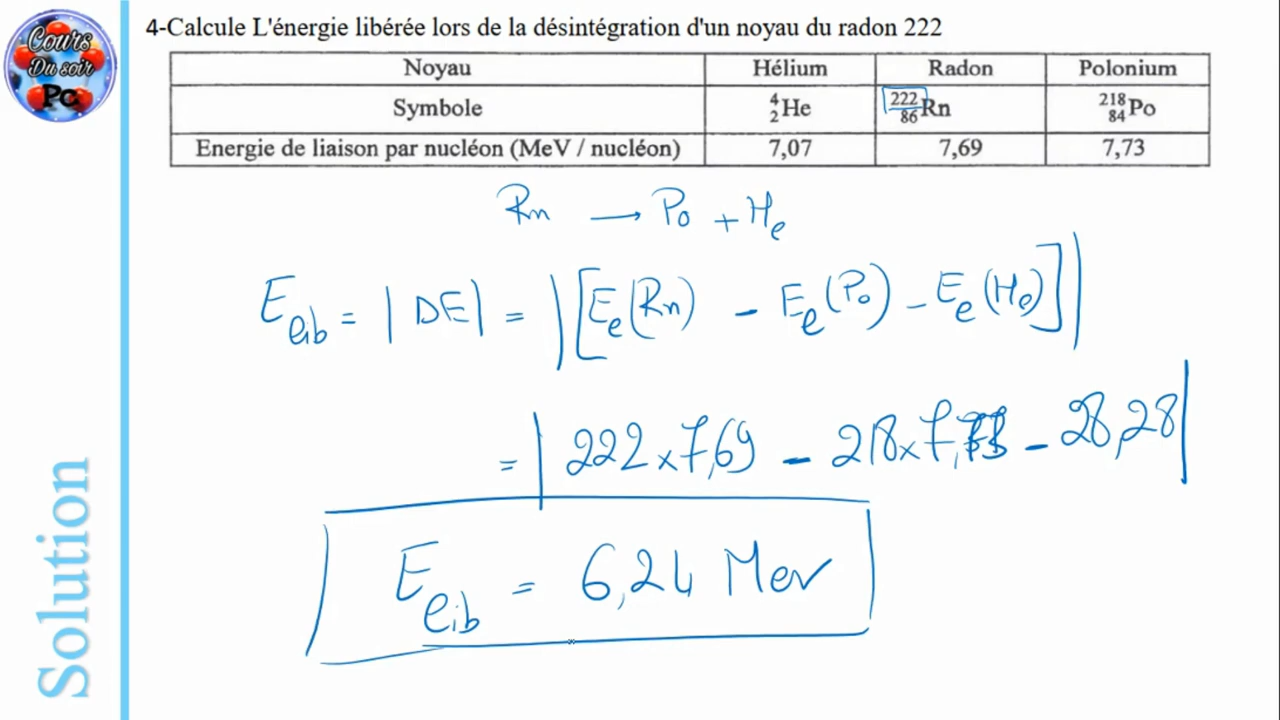 Cours
Du soir
Pc
4-Calcule L'énergie libérée lors de la désintégration d'un noyau du radon 222
Noyau Hélium Radon Polonium
Symbole ⁴₂He ²²²₈₆Rn ²¹⁸₈₄Po
Energie de liaison par nucléon (MeV / nucléon) 7,07 7,69 7,73
Rn → Po + He
Eₗib = | DE | = | [Eₗ(Rn) - Eₗ(Po) - Eₗ(He)] |
= | 222 x 7,69 - 218 x 7,73 - 28,28 |
Eₗib = 6,24 Mev
Solution